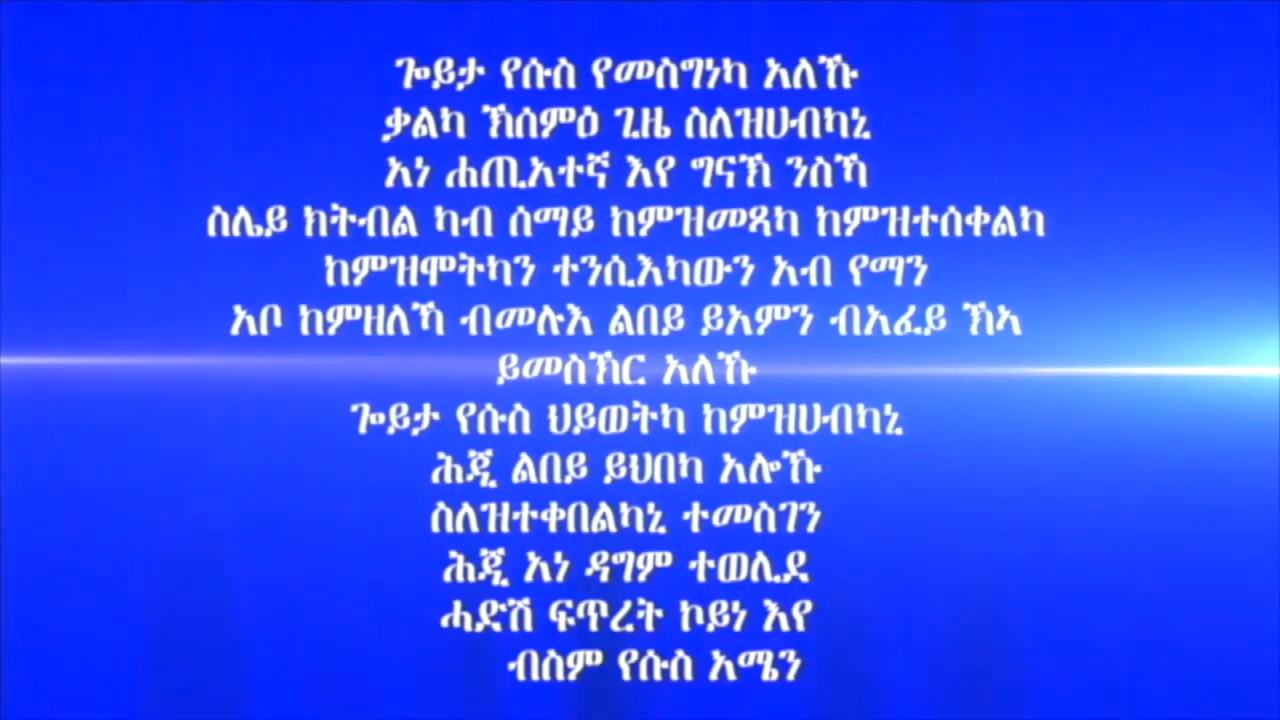 ጐይታ የሱስ የመስግነካ አለኹ
ቃልካ ኽሰምዕ ጊዜ ስለዝሀብካኒ
አነ ሐጢአተኛ እየ ግናኽ ንስኻ
ስሌይ ክትብል ካብ ሰማይ ከምዝመጻካ ከምዝተሰቀልካ
ከምዝሞትካን ተንሲእካውን አብ የማን
አቦ ከምዘለኻ ብመሉእ ልበይ ይአምን ብአፈይ ኽኣ
ይመስኽር አለኹ
ጐይታ የሱስ ህይወትካ ከምዝሀብካኒ
ሕጂ ልበይ ይህበካ አሎኹ
ስለዝተቀበልካኒ ተመስገን
ሕጂ አነ ዳግም ተወሊደ
ሓድሽ ፍጥረት ኮይነ እየ
ብስም የሱስ አሜን